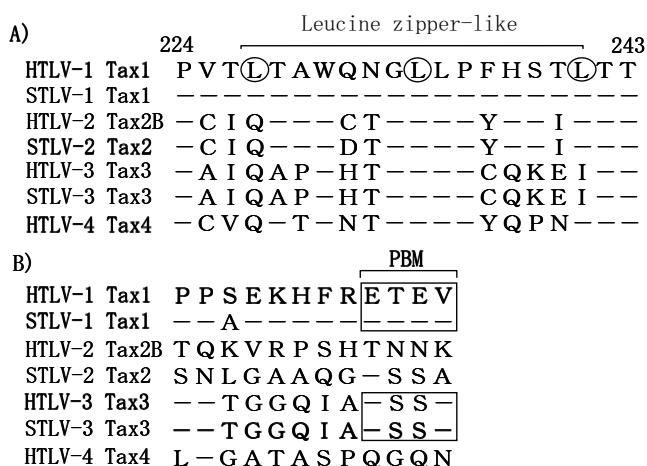 A)
Leucine zipper-like
224 243
HTLV-1 Tax1 P V T L T A W Q N G L L P F H S T L T T
STLV-1 Tax1 – – – – – – – – – – – – – – – – – – – –
HTLV-2 Tax2B – C I Q – – – C T – – – – Y – – I – – –
STLV-2 Tax2 – C I Q – – – D T – – – – Y – – I – – –
HTLV-3 Tax3 – A I Q A P – H T – – – – C Q K E I – –
STLV-3 Tax3 – A I Q A P – H T – – – – C Q K E I – –
HTLV-4 Tax4 – C V Q – T – N T – – – – Y Q P N – – –
B)
PBM
HTLV-1 Tax1 P P S E K H F R E T E V
STLV-1 Tax1 – – A – – – – – – – – –
HTLV-2 Tax2B T Q K V R P S H T N N K
STLV-2 Tax2 S N L G A A Q G – S S A
HTLV-3 Tax3 – – T G G Q I A – S S –
STLV-3 Tax3 – – T G G Q I A – S S –
HTLV-4 Tax4 L – G A T A S P Q G Q N